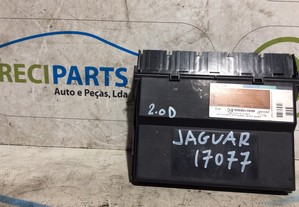 RECIPARTS
Auto e Peças, Lda
2.0D
JAGUAR
17077